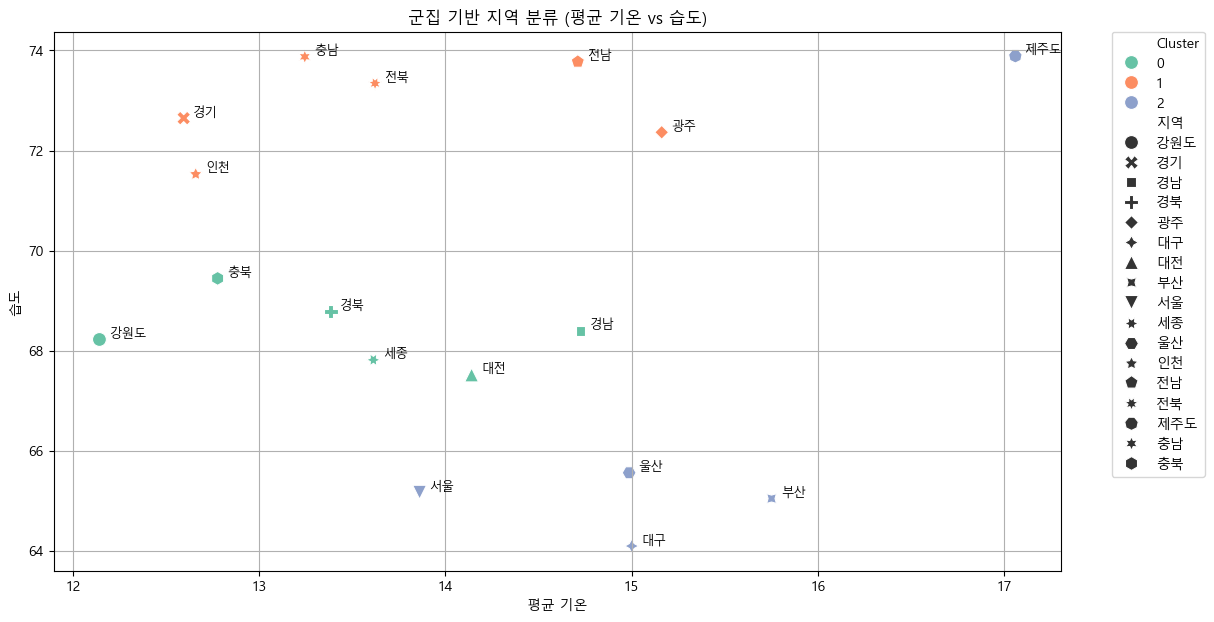 군집 기반 지역 분류 (평균 기온 vs 습도)
습도
74
72
70
68
66
64
충남
전북
전남
제주도
경기
광주
인천
충북
경북
강원도
경남
세종
대전
울산
서울
부산
대구
12
13
14
15
16
17
평균 기온
Cluster
0
1
2
지역
강원도
경기
경남
경북
광주
대구
대전
부산
서울
세종
울산
인천
전남
전북
제주도
충남
충북